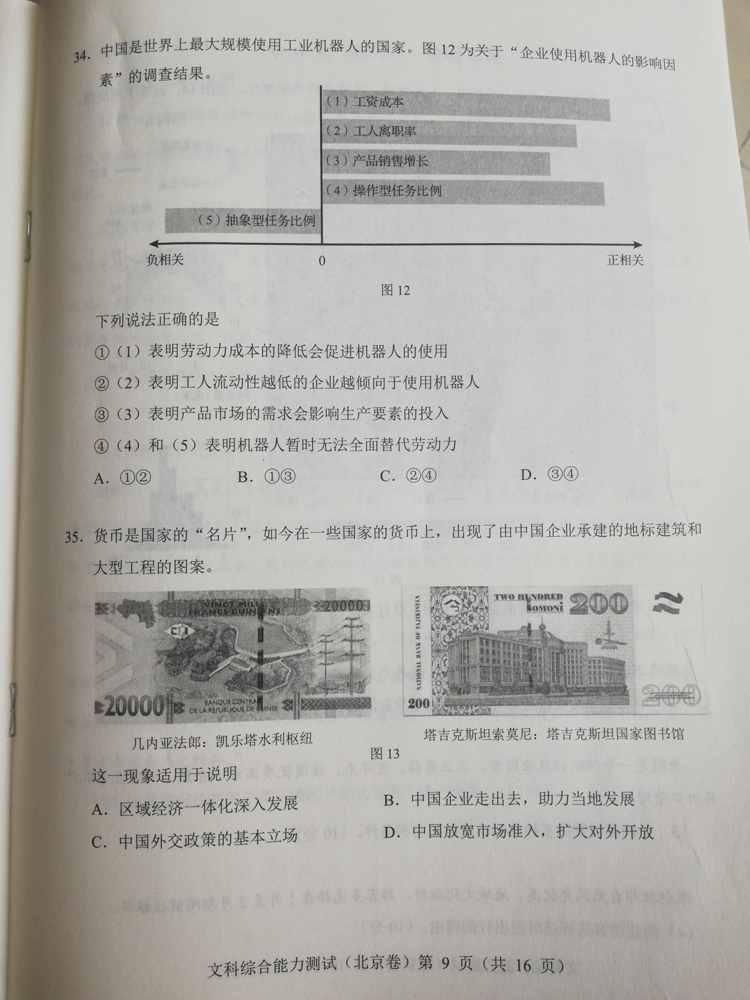 34. 中国是世界上最大规模使用工业机器人的国家。图 12 为关于“企业使用机器人的影响因
素”的调查结果。
（1）工资成本
（2）工人离职率
（3）产品销售增长
（4）操作型任务比例
（5）抽象型任务比例
负相关 0 正相关
图 12
下列说法正确的是
①（1）表明劳动力成本的降低会促进机器人的使用
②（2）表明工人流动性越低的企业越倾向于使用机器人
③（3）表明产品市场的需求会影响生产要素的投入
④（4）和（5）表明机器人暂时无法全面替代劳动力
A. ①② B. ①③ C. ②④ D. ③④
35. 货币是国家的“名片”，如今在一些国家的货币上，出现了由中国企业承建的地标建筑和
大型工程的图案。
VINGT MILLE
FRANCS GUINÉENS
20000
20000
BANQUE CENTRALE
DE LA RÉPUBLIQUE DE GUINÉE
NATIONAL BANK OF TAJIKISTAN
TWO HUNDRED
SOMONI
200
200
200
几内亚法郎：凯乐塔水利枢纽 塔吉克斯坦索莫尼：塔吉克斯坦国家图书馆
图 13
这一现象适用于说明
A. 区域经济一体化深入发展 B. 中国企业走出去，助力当地发展
C. 中国外交政策的基本立场 D. 中国放宽市场准入，扩大对外开放
文科综合能力测试（北京卷）第 9 页（共 16 页）